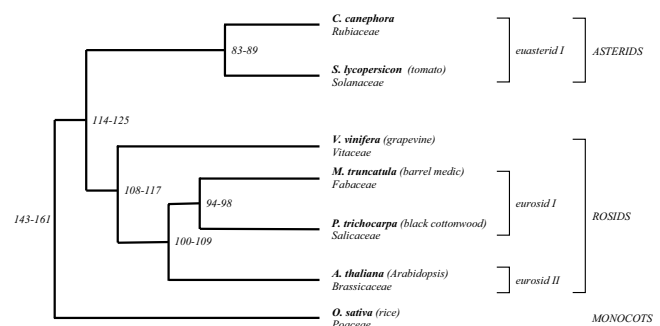 C. canephora
Rubiaceae
83-89
euasterid I
ASTERIDS
S. lycopersicon (tomato)
Solanaceae
114-125
V. vinifera (grapevine)
Vitaceae
M. truncatula (barrel medic)
Fabaceae
108-117
94-98
eurosid I
143-161
P. trichocarpa (black cottonwood)
Salicaceae
ROSIDS
100-109
A. thaliana (Arabidopsis)
Brassicaceae
eurosid II
O. sativa (rice)
Poaceae
MONOCOTS